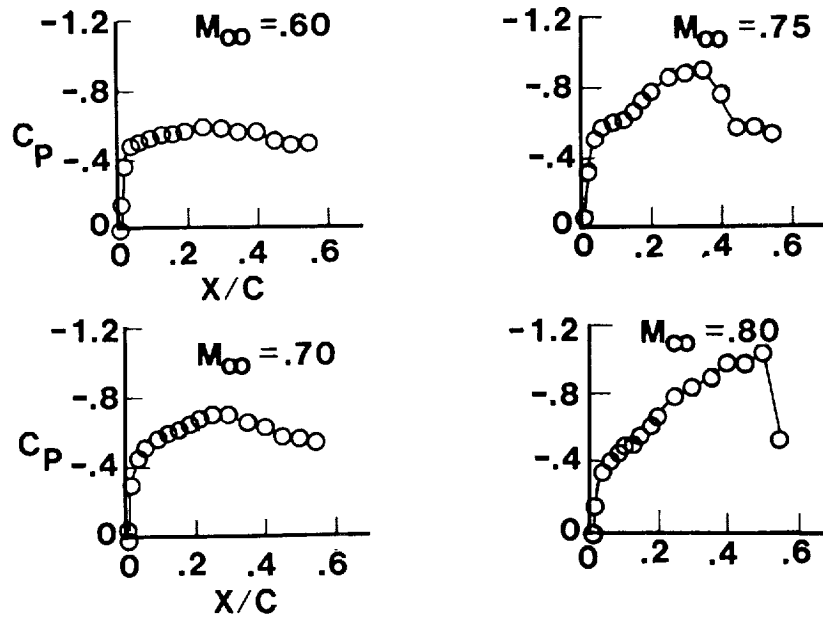 -1.2 M∞ =.60
-.8
CP -.4
0
0 .2 .4 .6
X/C
-1.2 M∞ =.75
-.8
-.4
0
0 .2 .4 .6
-1.2 M∞ =.70
-.8
CP -.4
0
0 .2 .4 .6
X/C
-1.2 M∞ =.80
-.8
-.4
0
0 .2 .4 .6